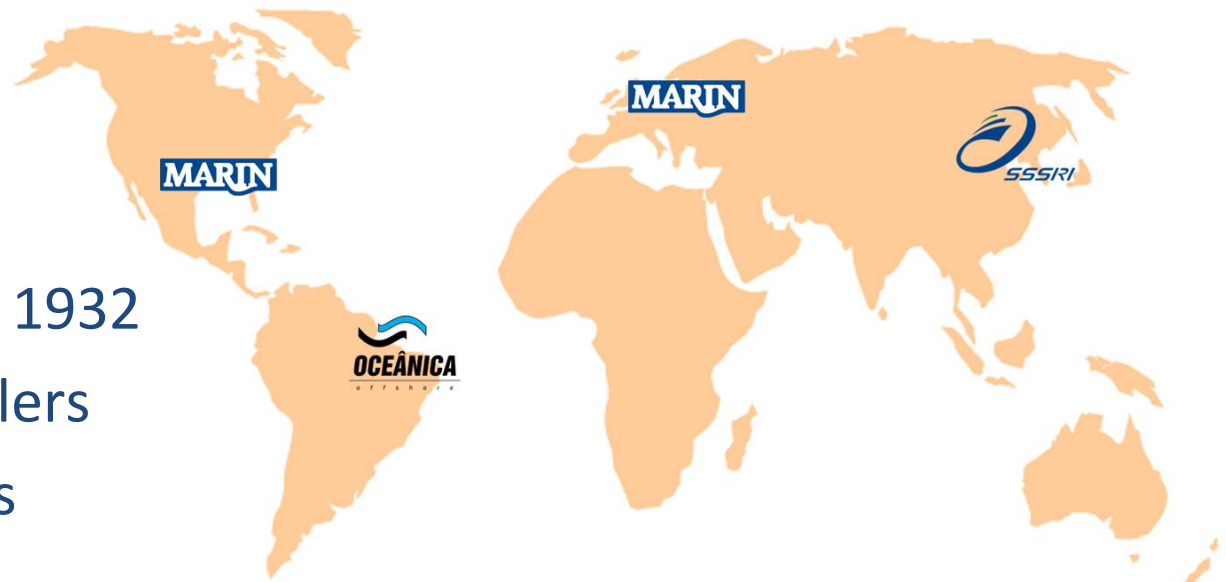 MARIN
MARIN
SSSRI
1932
OCEÂNICA
offshore
lers
s